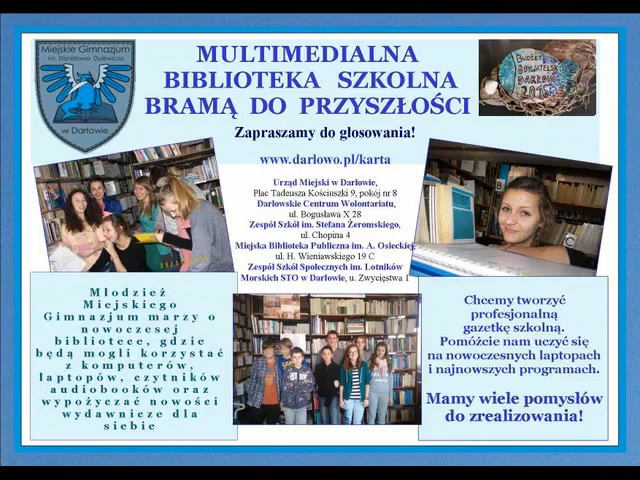 Miejskie Gimnazjum
im. Stanisława Dulewicza
w Darłowie
MULTIMEDIALNA
BIBLIOTEKA SZKOLNA
BRAMĄ DO PRZYSZŁOŚCI
BUDŻET
OBYWATELSKI
DARŁOWO
2015
Zapraszamy do głosowania!
www.darlowo.pl/karta
Urząd Miejski w Darłowie,
Plac Tadeusza Kościuszki 9, pokój nr 8
Darłowskie Centrum Wolontariatu,
ul. Bogusława X 28
Zespół Szkół im. Stefana Żeromskiego,
ul. Chopina 4
Miejska Biblioteka Publiczna im. A. Osieckiej,
ul. H. Wieniawskiego 19 C
Zespół Szkół Społecznych im. Lotników
Morskich STO w Darłowie, u. Zwycięstwa 1
Młodzież
Miejskiego
Gimnazjum marzy o
nowoczesej
bibliotece, gdzie
będą mogli korzystać
z komputerów,
laptopów, czytników
audiobooków oraz
wypożyczać nowości
wydawnicze dla
siebie
Chcemy tworzyć
profesjonalną
gazetkę szkolną.
Pomóżcie nam uczyć się
na nowoczesnych laptopach
i najnowszych programach.
Mamy wiele pomysłów
do zrealizowania!